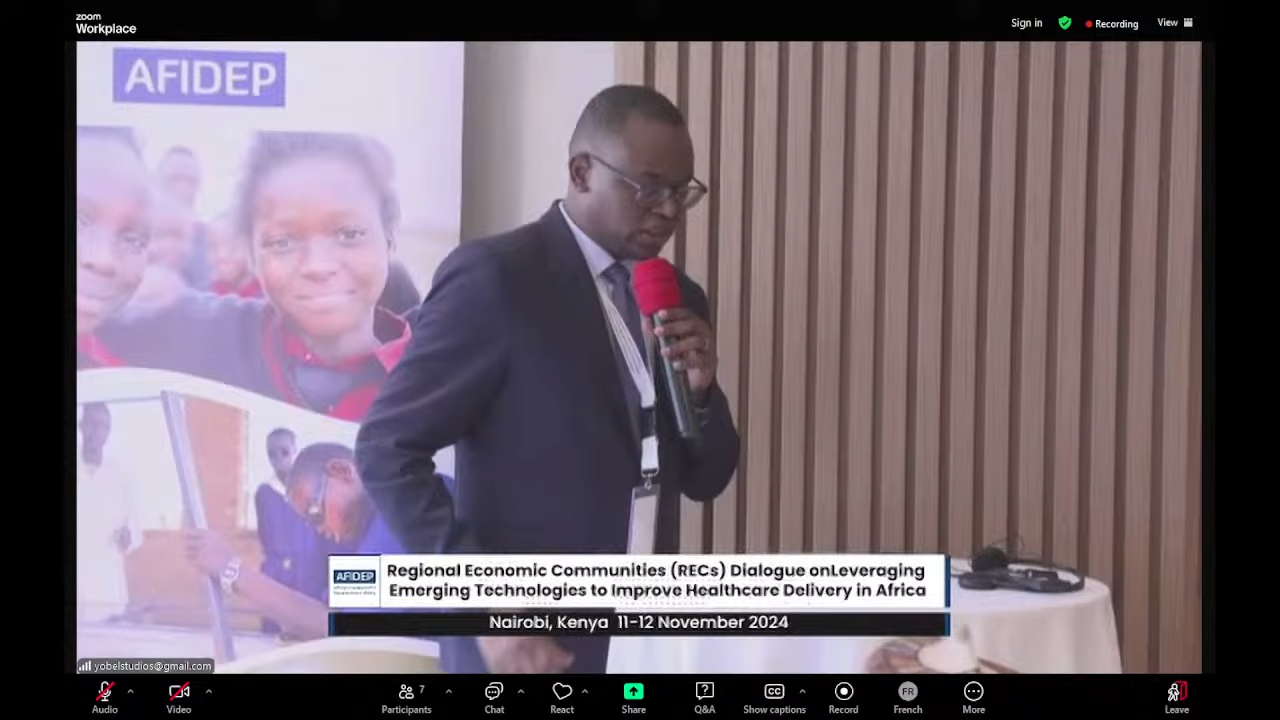 zoom
Workplace
Sign in
Recording
View
AFIDEP
AFIDEP
Regional Economic Communities (RECs) Dialogue onLeveraging
Emerging Technologies to Improve Healthcare Delivery in Africa
Nairobi, Kenya 11-12 November 2024
yobelstudios@gmail.com
Audio
Video
7
Participants
Chat
React
Share
Q&A
CC
Show captions
Record
FR
French
More
Leave